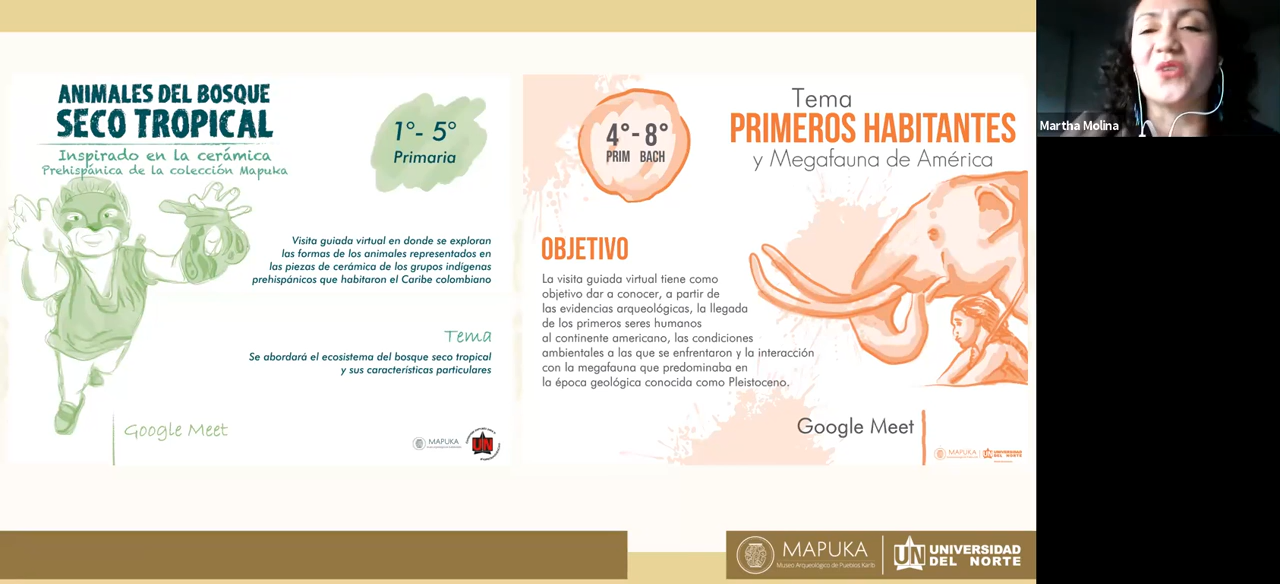 ANIMALES DEL BOSQUE
SECO TROPICAL
Inspirado en la cerámica
Prehispánica de la colección Mapuka
1°- 5°
Primaria
Visita guiada virtual en donde se exploran
las formas de los animales representados en
las piezas de cerámica de los grupos indígenas
prehispánicos que habitaron el Caribe colombiano
Tema
Se abordará el ecosistema del bosque seco tropical
y sus características particulares
Google Meet
MAPUKA
UN
4°- 8°
PRIM BACH
Tema
PRIMEROS HABITANTES
y Megafauna de América
OBJETIVO
La visita guiada virtual tiene como
objetivo dar a conocer, a partir de
las evidencias arqueológicas, la llegada
de los primeros seres humanos
al continente americano, las condiciones
ambientales a las que se enfrentaron y la interacción
con la megafauna que predominaba en
la época geológica conocida como Pleistoceno.
Google Meet
MAPUKA
UN UNIVERSIDAD
DEL NORTE
MAPUKA
Museo Arqueológico de Pueblos Karib
UN UNIVERSIDAD
DEL NORTE
Martha Molina